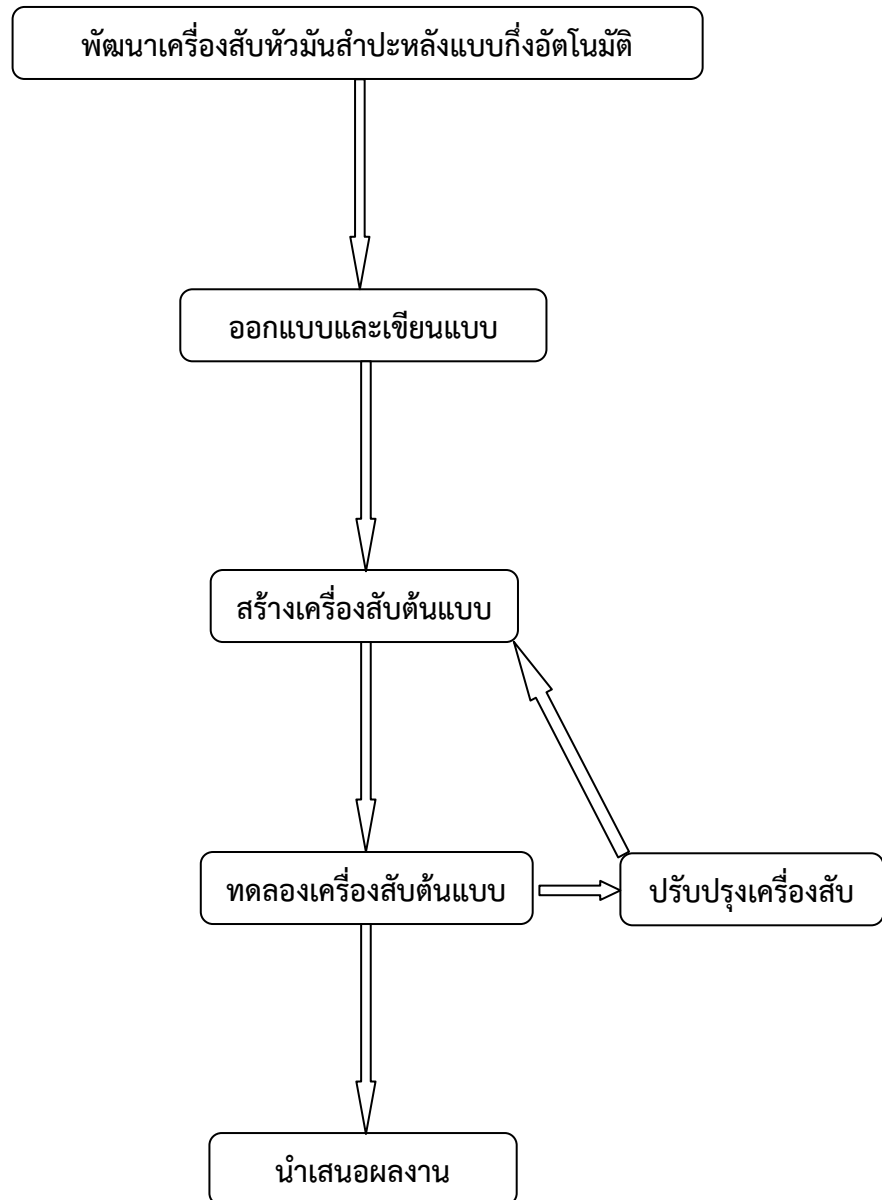 พัฒนาเครื่องสับหัวมันสำปะหลังแบบกึ่งอัตโนมัติ
ออกแบบและเขียนแบบ
สร้างเครื่องสับต้นแบบ
ทดลองเครื่องสับต้นแบบ
ปรับปรุงเครื่องสับ
นำเสนอผลงาน